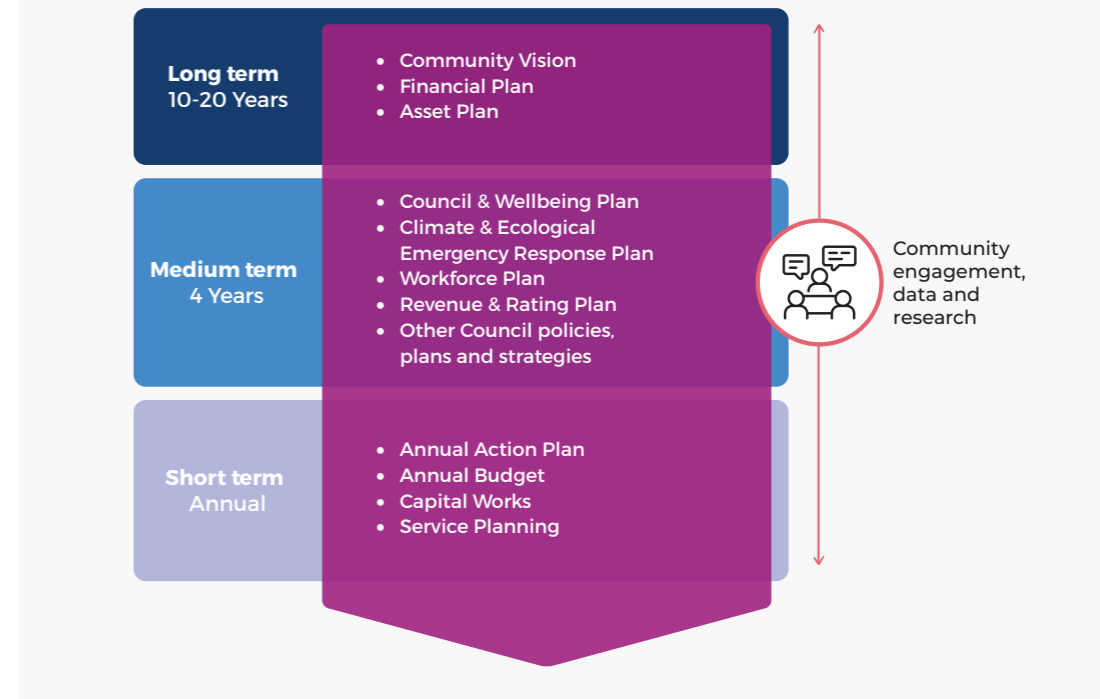 Long term
10-20 Years
• Community Vision
• Financial Plan
• Asset Plan
Medium term
4 Years
• Council & Wellbeing Plan
• Climate & Ecological
Emergency Response Plan
• Workforce Plan
• Revenue & Rating Plan
• Other Council policies,
plans and strategies
Short term
Annual
• Annual Action Plan
• Annual Budget
• Capital Works
• Service Planning
Community
engagement,
data and
research